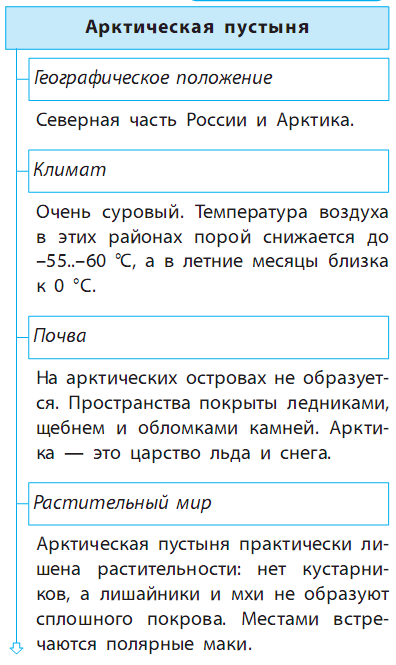 Арктическая пустыня
Географическое положение
Северная часть России и Арктика.
Климат
Очень суровый. Температура воздуха
в этих районах порой снижается до
–55..–60 °С, а в летние месяцы близка
к 0 °С.
Почва
На арктических островах не образует-
ся. Пространства покрыты ледниками,
щебнем и обломками камней. Аркти-
ка — это царство льда и снега.
Растительный мир
Арктическая пустыня практически ли-
шена растительности: нет кустарни-
ков, а лишайники и мхи не образуют
сплошного покрова. Местами встре-
чаются полярные маки.